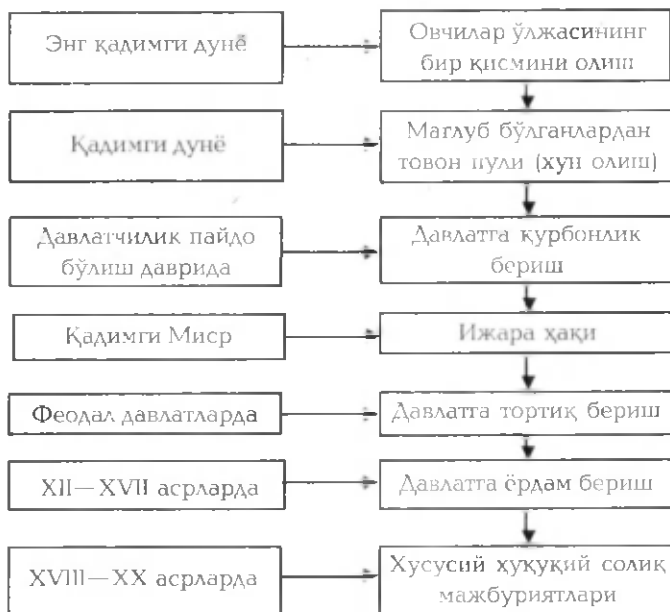 Энг қадимги дунё
Овчилар ўлжасининг
бир қисмини олиш
Қадимги дунё
Мағлуб бўлганлардан
товон пули (хун олиш)
Давлатчилик пайдо
бўлиш даврида
Давлатга қурбонлик
бериш
Қадимги Миср
Ижара ҳақи
Феодал давлатларда
Давлатга тортиқ бериш
XII—XVII асрларда
Давлатга ёрдам бериш
XVIII—XX асрларда
Хусусий ҳуқуқий солиқ
мажбуриятлари